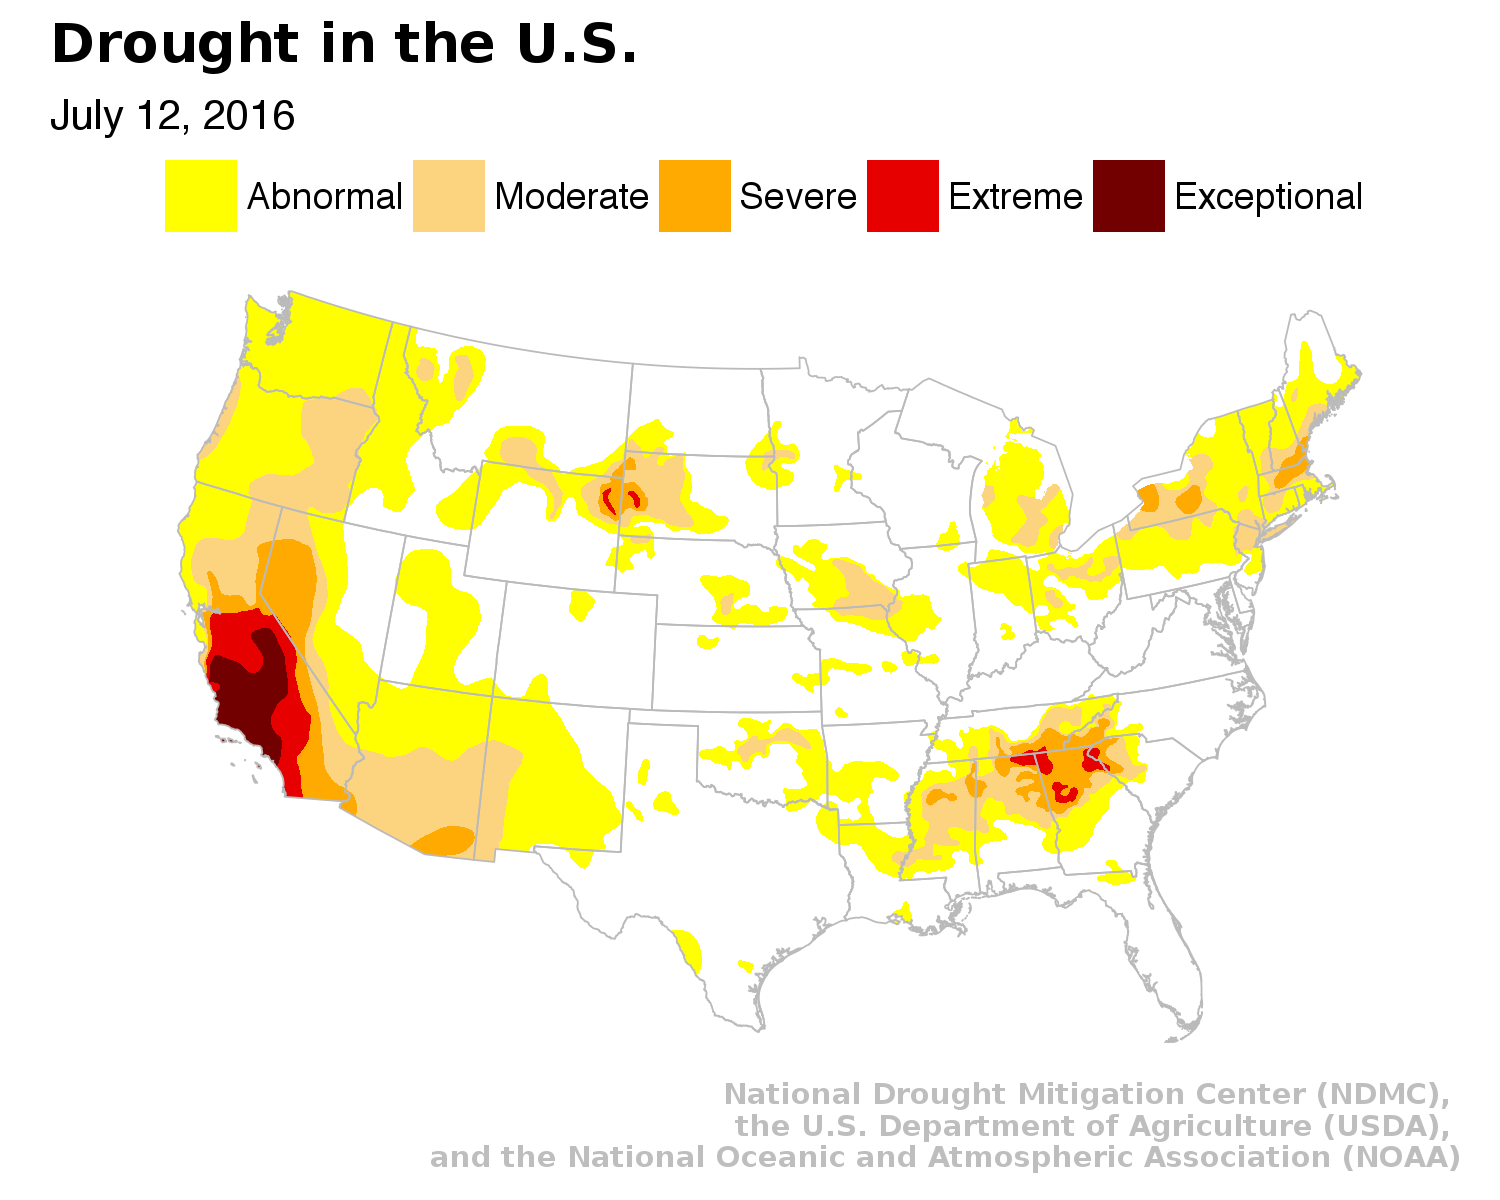 Drought in the U.S.
July 12, 2016
Abnormal Moderate Severe Extreme Exceptional
National Drought Mitigation Center (NDMC),
the U.S. Department of Agriculture (USDA),
and the National Oceanic and Atmospheric Association (NOAA)